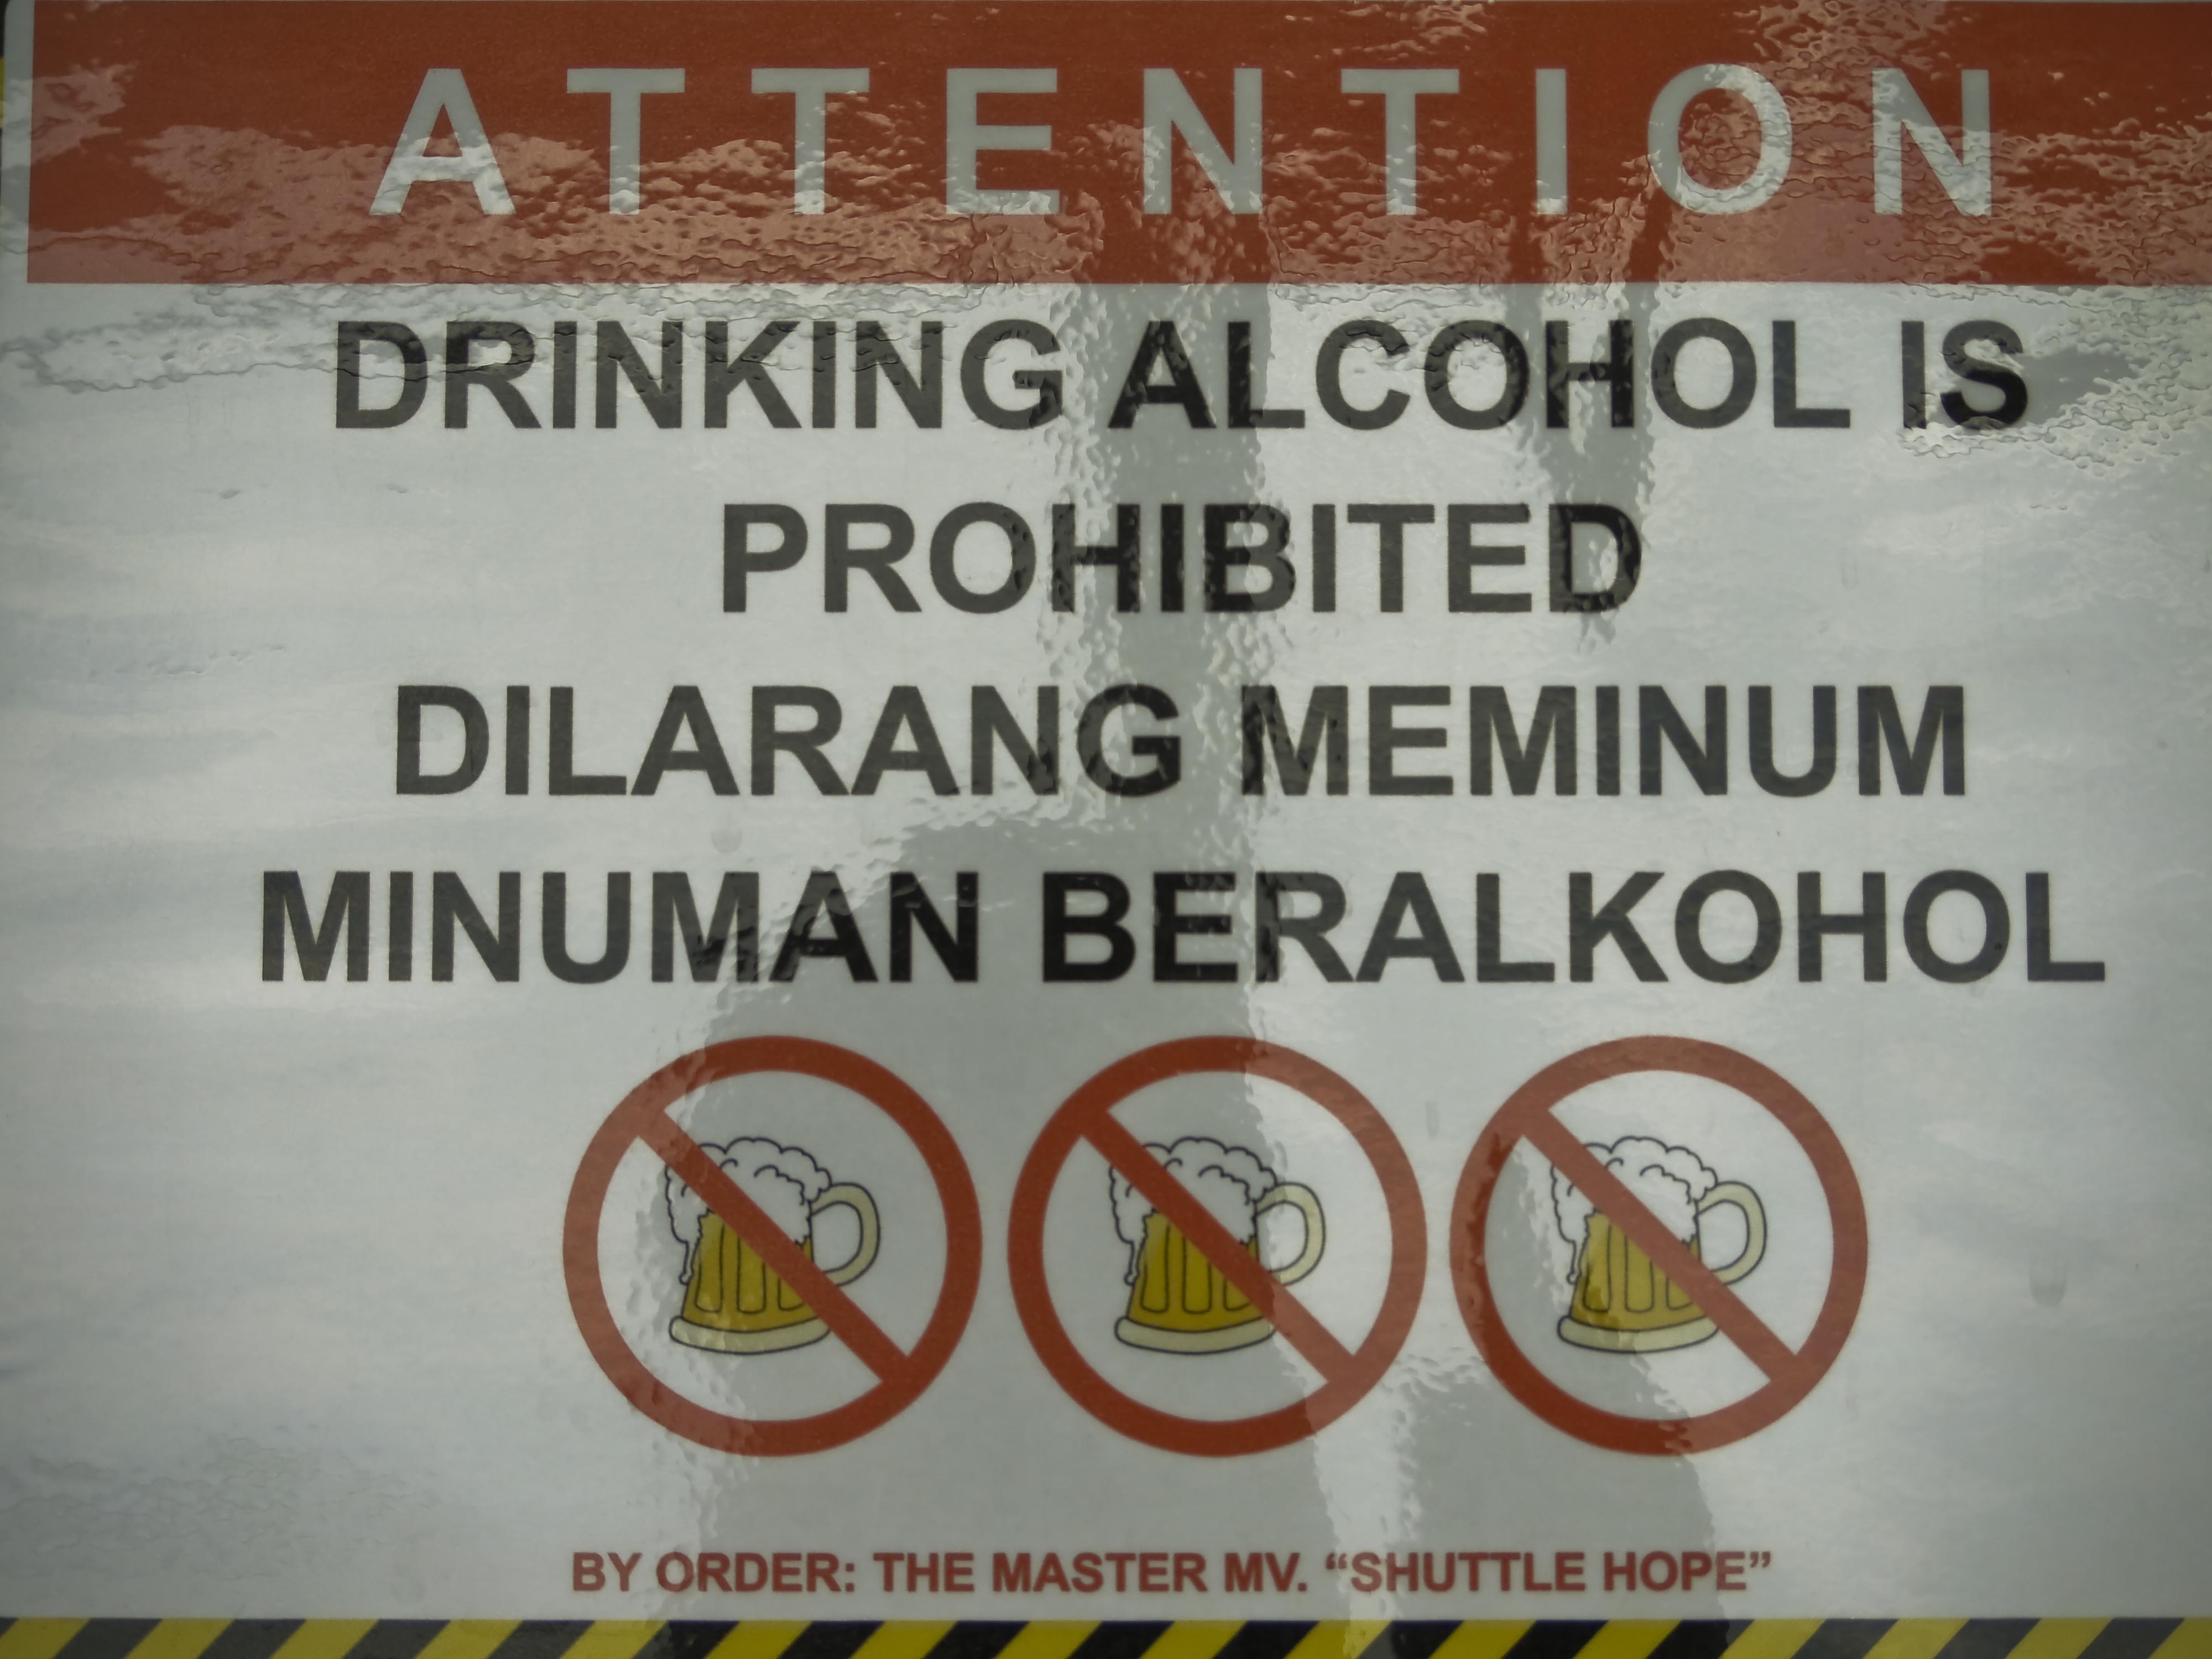 ATTENTION
DRINKING ALCOHOL IS
PROHIBITED
DILARANG MEMINUM
MINUMAN BERALKOHOL
BY ORDER: THE MASTER MV. “SHUTTLE HOPE”